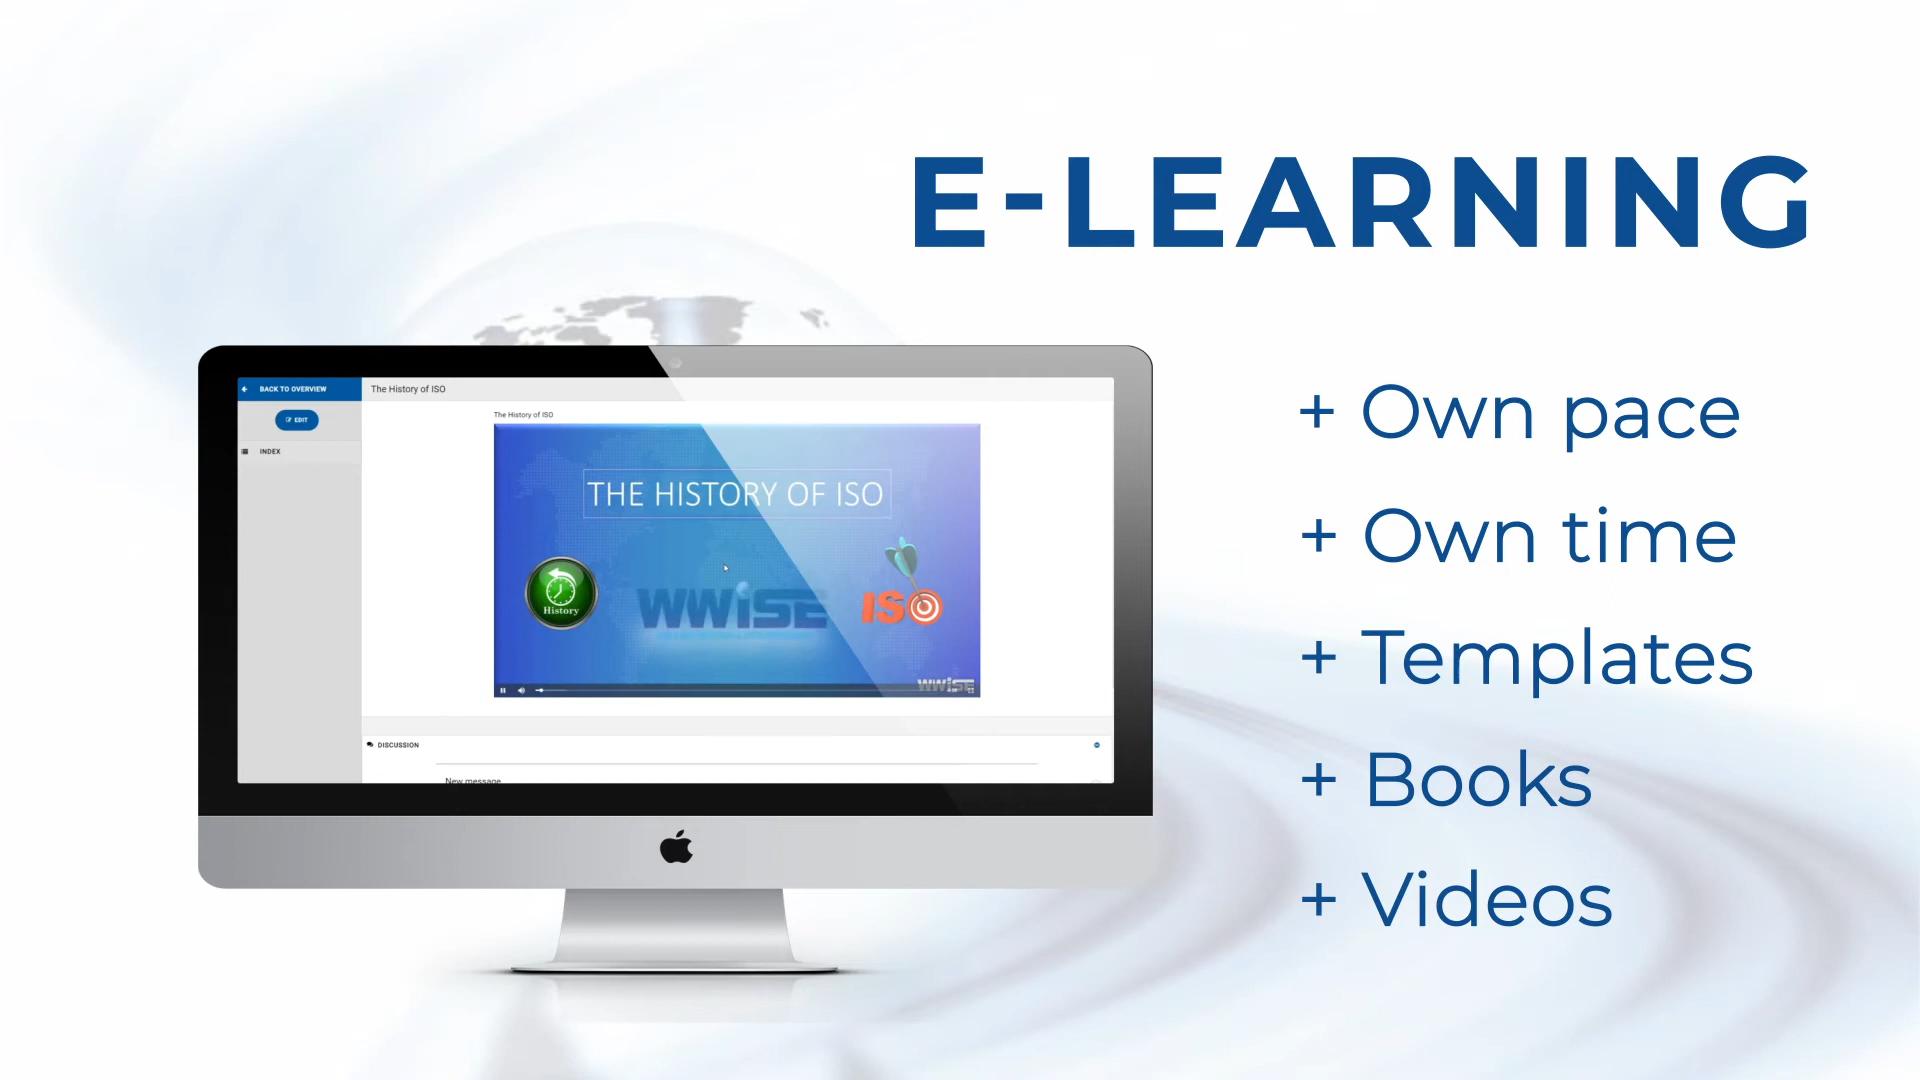 E-LEARNING
BACK TO OVERVIEW
The History of ISO
EDIT
INDEX
The History of ISO
THE HISTORY OF ISO
History
WWISE
ISO
WWISE
DISCUSSION
New message
+ Own pace
+ Own time
+ Templates
+ Books
+ Videos